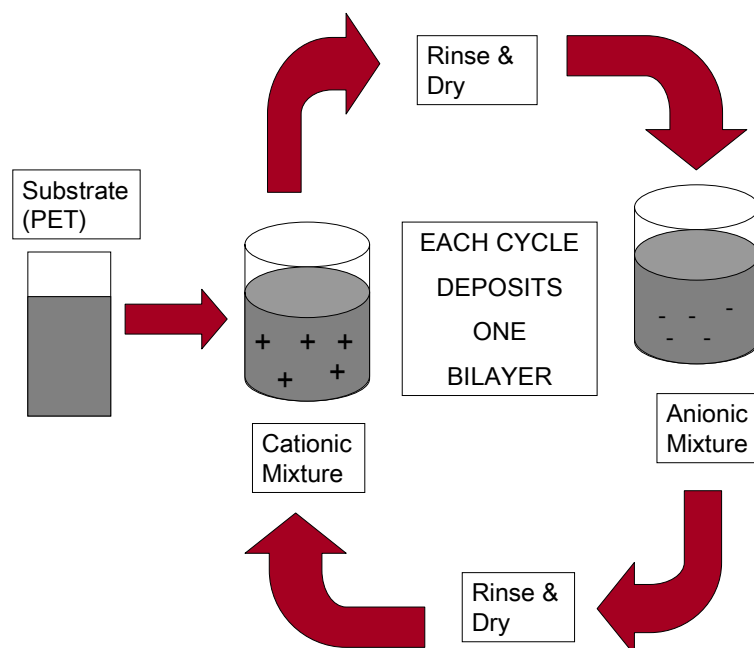 Rinse &
Dry
Substrate
(PET)
EACH CYCLE
DEPOSITS
ONE
BILAYER
+ + +
+ +
- - -
- -
Cationic
Mixture
Anionic
Mixture
Rinse &
Dry